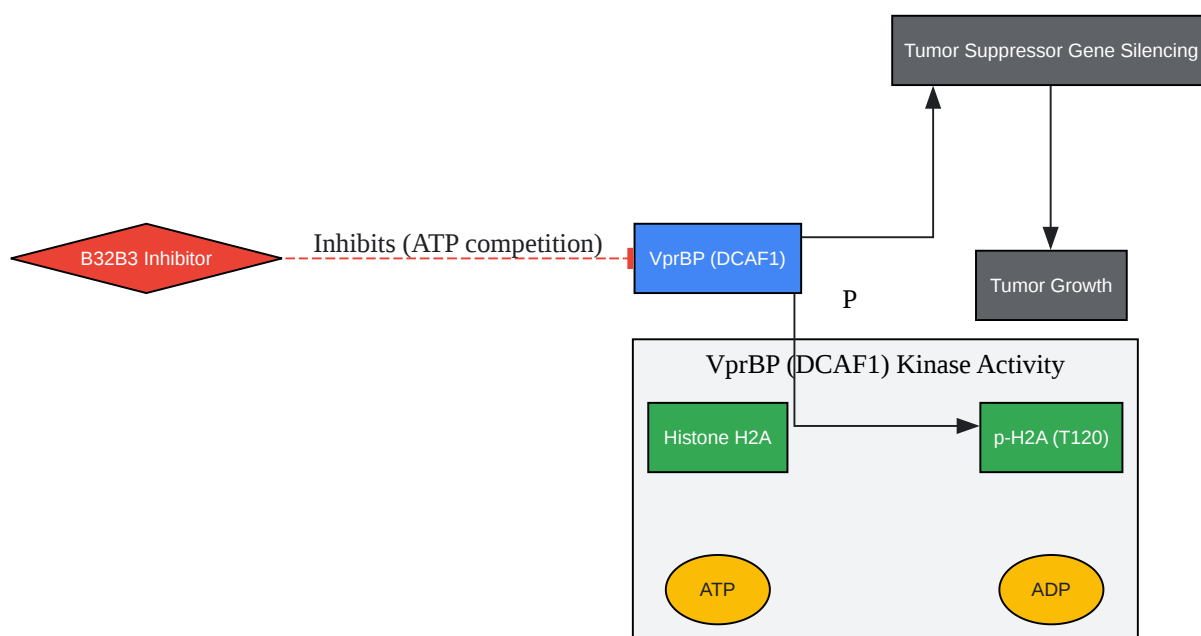 Tumor Suppressor Gene Silencing
B32B3 Inhibitor
Inhibits (ATP competition)
VprBP (DCAF1)
Tumor Growth
P
VprBP (DCAF1) Kinase Activity
Histone H2A
p-H2A (T120)
ATP
ADP